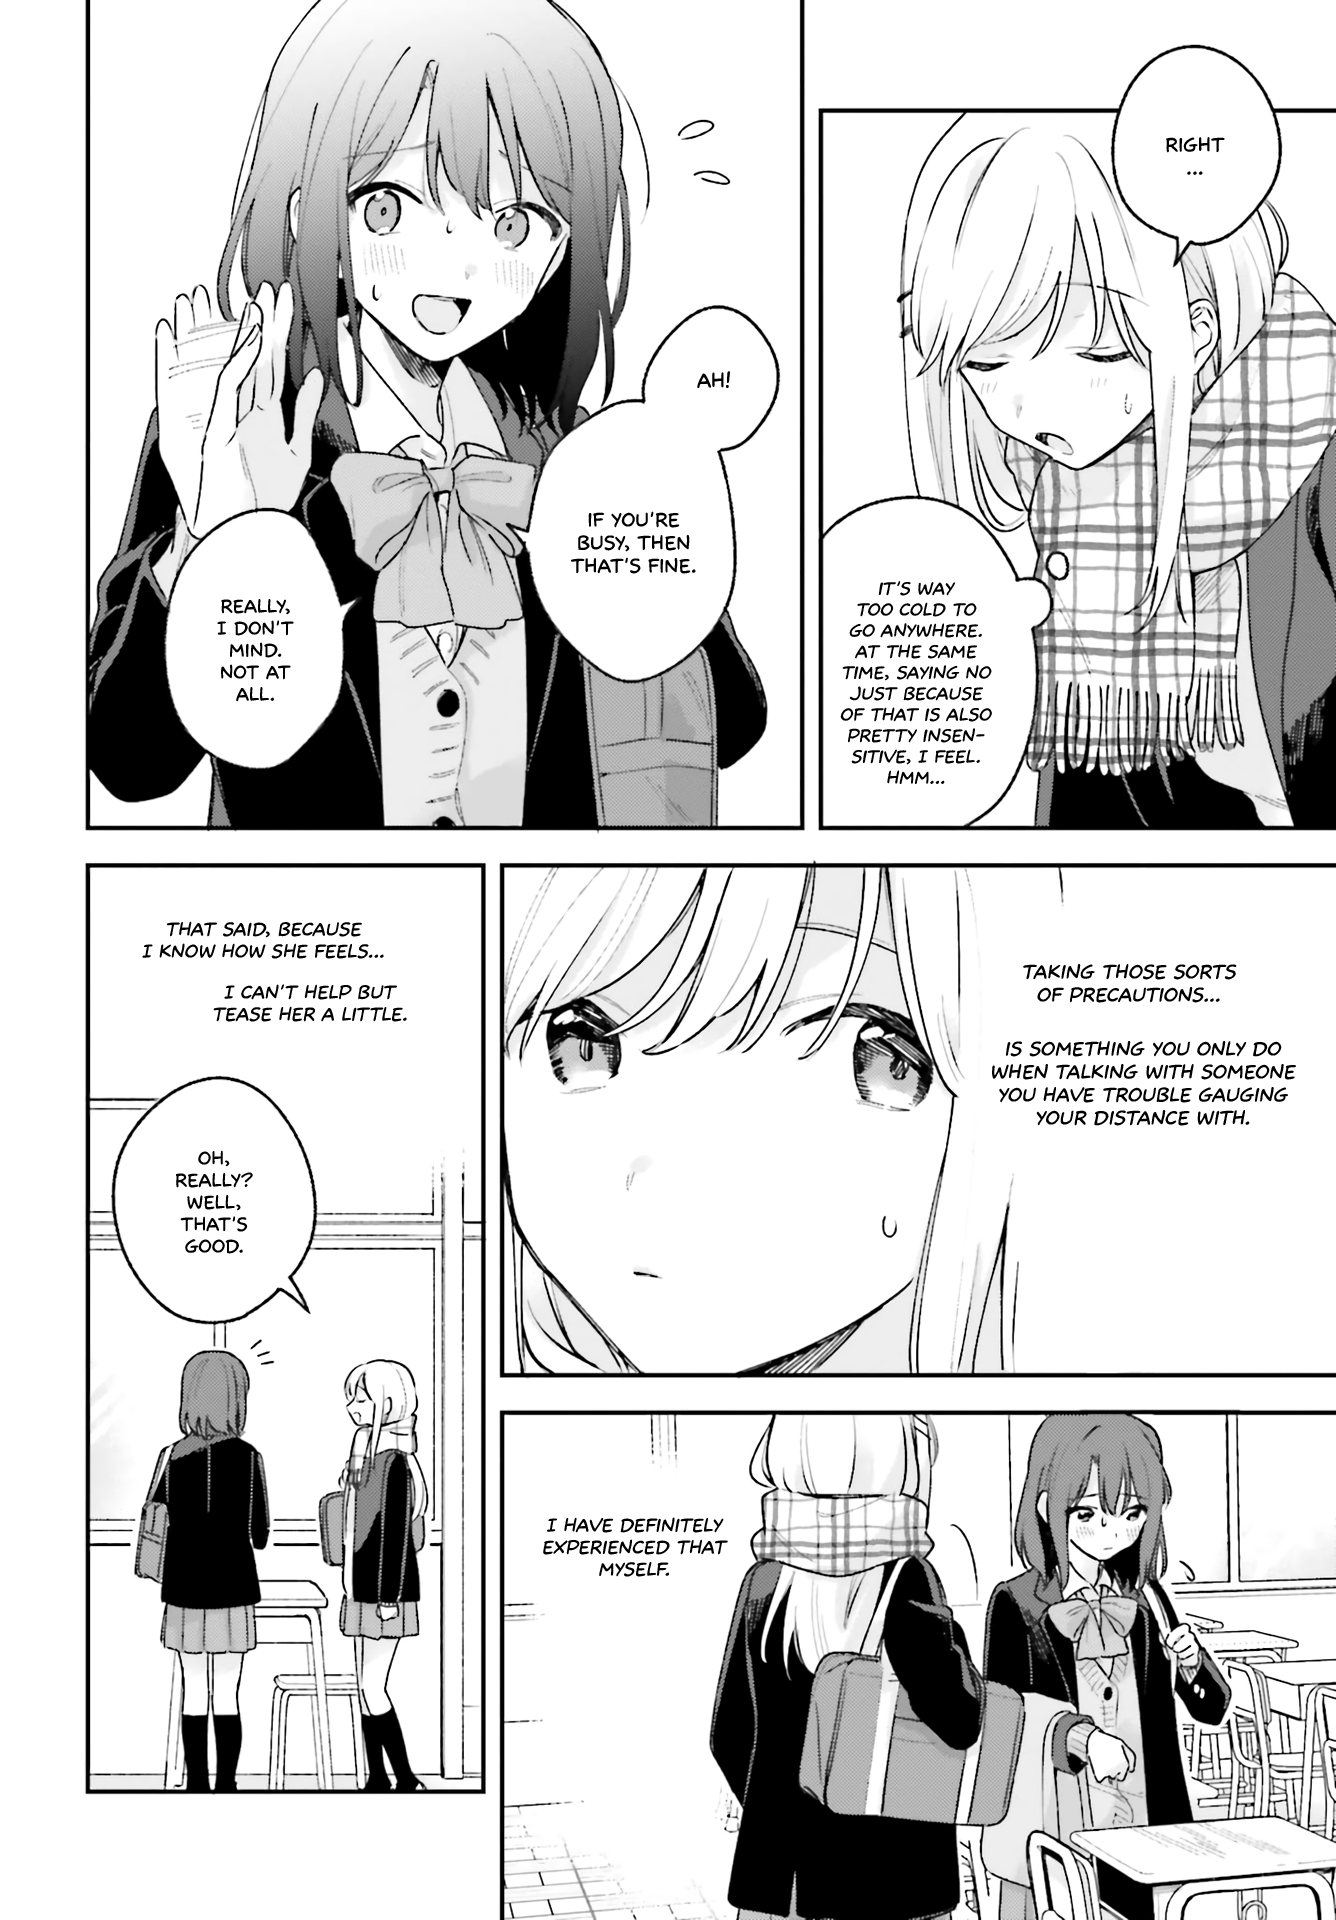 RIGHT
...
IT'S WAY
TOO COLD TO
GO ANYWHERE.
AT THE SAME
TIME, SAYING NO
JUST BECAUSE
OF THAT IS ALSO
PRETTY INSEN-
SITIVE, I FEEL.
HMM...
AH!
IF YOU'RE
BUSY, THEN
THAT'S FINE.
REALLY,
I DON'T
MIND.
NOT AT
ALL.
TAKING THOSE SORTS
OF PRECAUTIONS...
IS SOMETHING YOU ONLY DO
WHEN TALKING WITH SOMEONE
YOU HAVE TROUBLE GAUGING
YOUR DISTANCE WITH.
I HAVE DEFINITELY
EXPERIENCED THAT
MYSELF.
THAT SAID, BECAUSE
I KNOW HOW SHE FEELS...
I CAN'T HELP BUT
TEASE HER A LITTLE.
OH,
REALLY?
WELL,
THAT'S
GOOD.